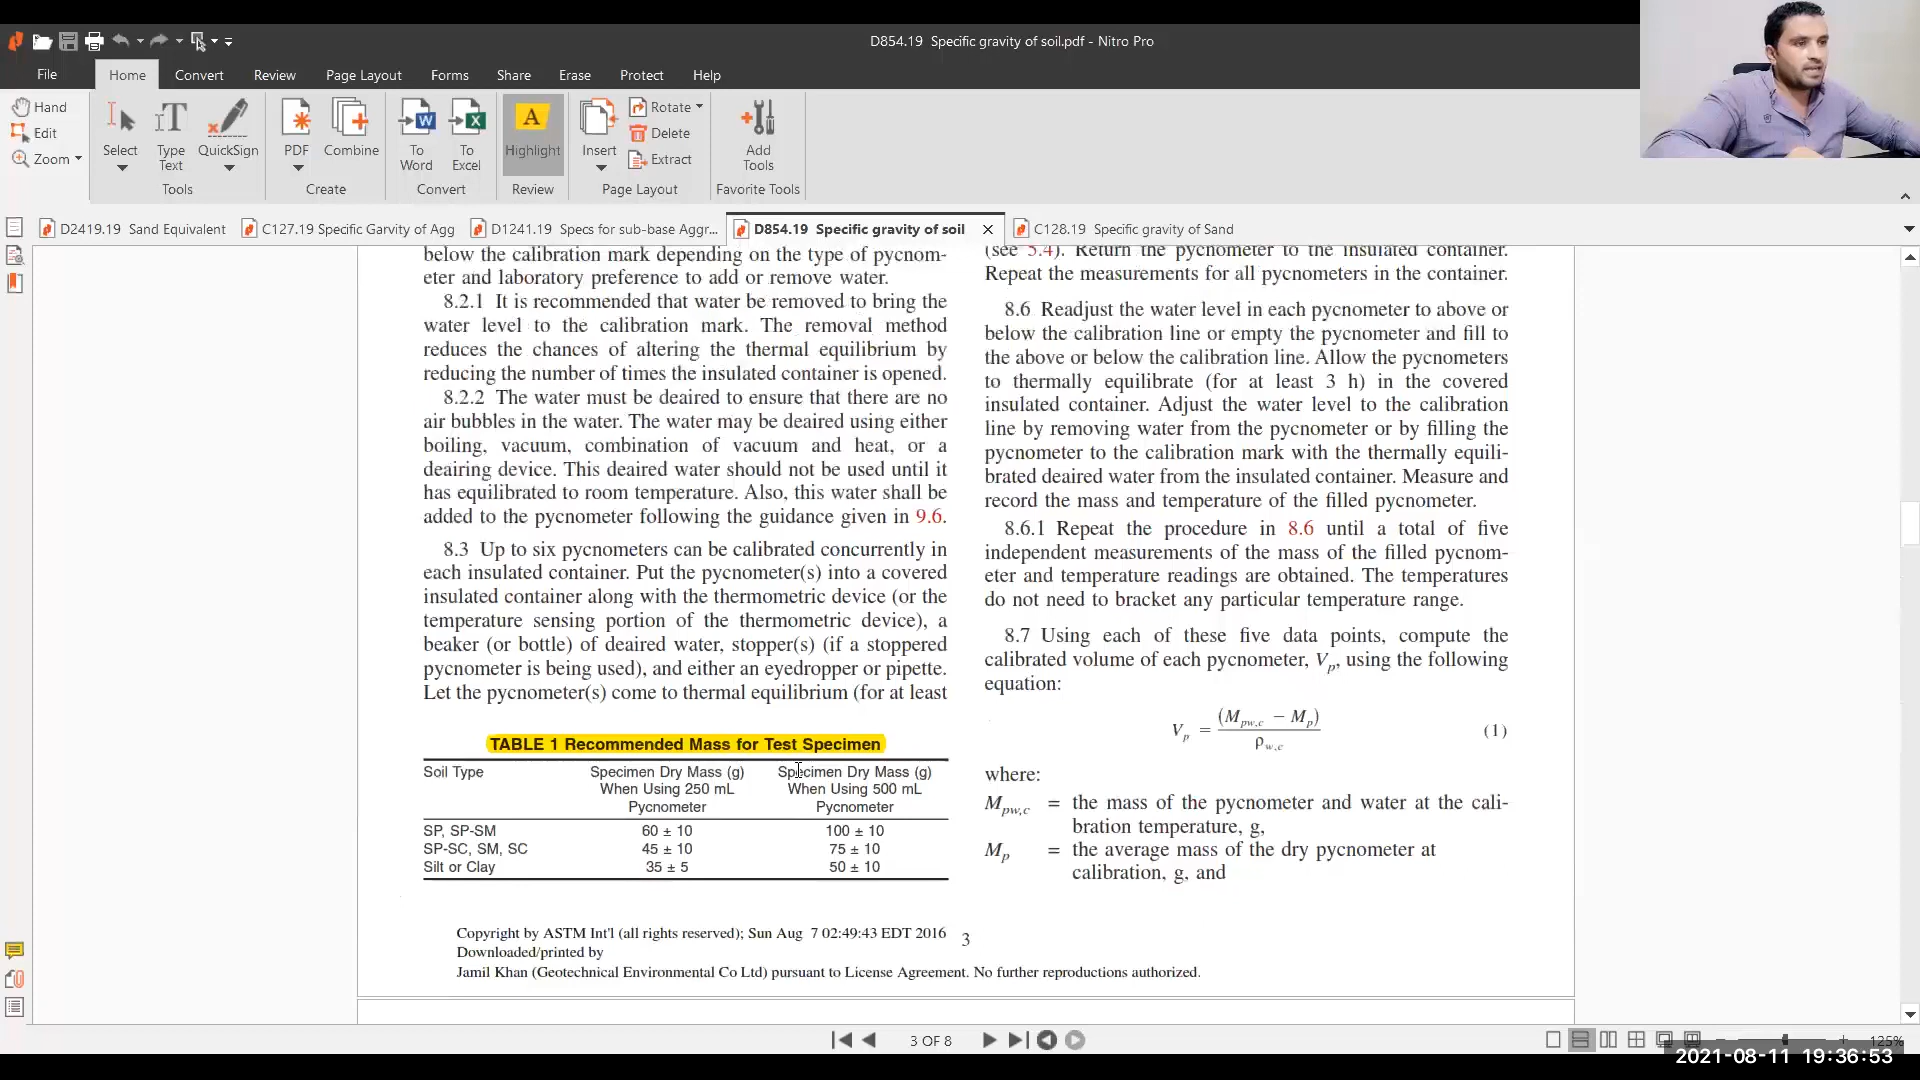 D854.19 Specific gravity of soil.pdf - Nitro Pro
File Home Convert Review Page Layout Forms Share Erase Protect Help
Hand
Edit
Zoom
Select
Type
Text
QuickSign
Tools
PDF
Combine
Create
To
Word
To
Excel
Convert
A
Highlight
Review
Insert
Rotate
Delete
Extract
Page Layout
Add
Tools
Favorite Tools
D2419.19 Sand Equivalent
C127.19 Specific Garvity of Agg
D1241.19 Specs for sub-base Aggr...
D854.19 Specific gravity of soil
C128.19 Specific gravity of Sand
below the calibration mark depending on the type of pycnom-
eter and laboratory preference to add or remove water.
8.2.1 It is recommended that water be removed to bring the
water level to the calibration mark. The removal method
reduces the chances of altering the thermal equilibrium by
reducing the number of times the insulated container is opened.
8.2.2 The water must be deaired to ensure that there are no
air bubbles in the water. The water may be deaired using either
boiling, vacuum, combination of vacuum and heat, or a
deairing device. This deaired water should not be used until it
has equilibrated to room temperature. Also, this water shall be
added to the pycnometer following the guidance given in 9.6.
8.3 Up to six pycnometers can be calibrated concurrently in
each insulated container. Put the pycnometer(s) into a covered
insulated container along with the thermometric device (or the
temperature sensing portion of the thermometric device), a
beaker (or bottle) of deaired water, stopper(s) (if a stoppered
pycnometer is being used), and either an eyedropper or pipette.
Let the pycnometer(s) come to thermal equilibrium (for at least
TABLE 1 Recommended Mass for Test Specimen
Soil Type Specimen Dry Mass (g) Specimen Dry Mass (g)
When Using 250 mL When Using 500 mL
Pycnometer Pycnometer
SP, SP-SM 60 ± 10 100 ± 10
SP-SC, SM, SC 45 ± 10 75 ± 10
Silt or Clay 35 ± 5 50 ± 10
(see 5.4). Return the pycnometer to the insulated container.
Repeat the measurements for all pycnometers in the container.
8.6 Readjust the water level in each pycnometer to above or
below the calibration line or empty the pycnometer and fill to
the above or below the calibration line. Allow the pycnometers
to thermally equilibrate (for at least 3 h) in the covered
insulated container. Adjust the water level to the calibration
line by removing water from the pycnometer or by filling the
pycnometer to the calibration mark with the thermally equili-
brated deaired water from the insulated container. Measure and
record the mass and temperature of the filled pycnometer.
8.6.1 Repeat the procedure in 8.6 until a total of five
independent measurements of the mass of the filled pycnom-
eter and temperature readings are obtained. The temperatures
do not need to bracket any particular temperature range.
8.7 Using each of these five data points, compute the
calibrated volume of each pycnometer, Vp, using the following
equation:
Vp = (Mpw,c − Mp) / ρw,c (1)
where:
Mpw,c = the mass of the pycnometer and water at the cali-
bration temperature, g,
Mp = the average mass of the dry pycnometer at
calibration, g, and
Copyright by ASTM Int'l (all rights reserved); Sun Aug 7 02:49:43 EDT 2016 3
Downloaded/printed by
Jamil Khan (Geotechnical Environmental Co Ltd) pursuant to License Agreement. No further reproductions authorized.
3 OF 8
125%
2021-08-11 19:36:53